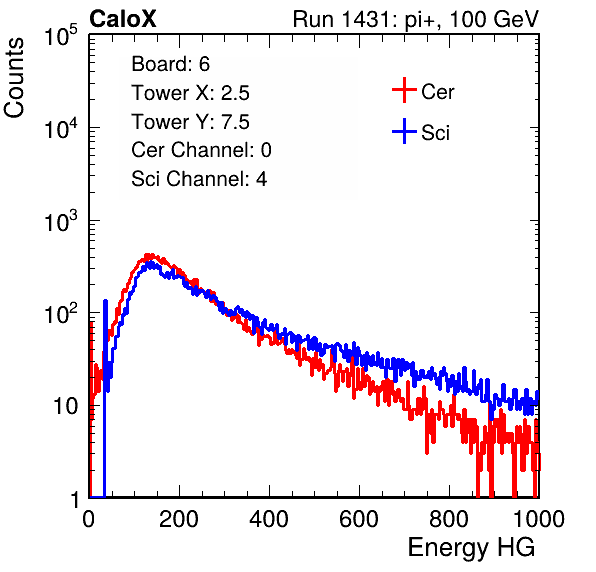 CaloX Run 1431: pi+, 100 GeV
Counts
10^5
10^4
10^3
10^2
10
1
Board: 6
Tower X: 2.5
Tower Y: 7.5
Cer Channel: 0
Sci Channel: 4
Cer
Sci
0 200 400 600 800 1000
Energy HG